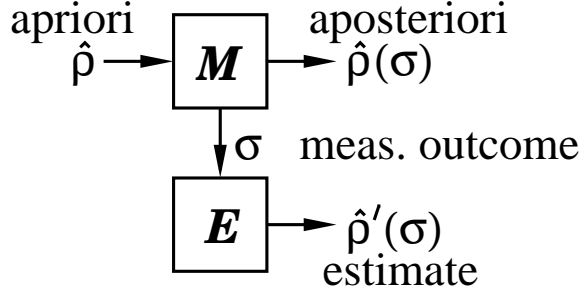 apriori aposteriori
ρ̂ M ρ̂(σ)
σ meas. outcome
E ρ̂′(σ)
estimate